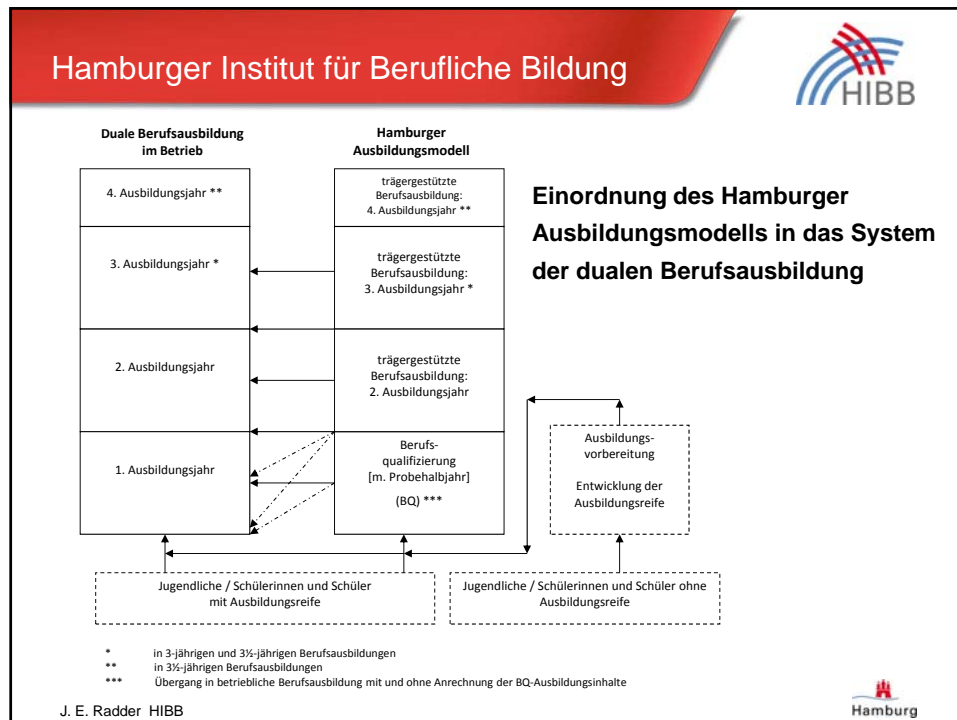 Hamburger Institut für Berufliche Bildung
HIBB
Duale Berufsausbildung
im Betrieb
Hamburger
Ausbildungsmodell
4. Ausbildungsjahr **
trägergestützte
Berufsausbildung:
4. Ausbildungsjahr **
Einordnung des Hamburger
Ausbildungsmodells in das System
der dualen Berufsausbildung
3. Ausbildungsjahr *
trägergestützte
Berufsausbildung:
3. Ausbildungsjahr *
2. Ausbildungsjahr
trägergestützte
Berufsausbildung:
2. Ausbildungsjahr
1. Ausbildungsjahr
Berufs-
qualifizierung
[m. Probehalbjahr]
(BQ) ***
Ausbildungs-
vorbereitung
Entwicklung der
Ausbildungsreife
Jugendliche / Schülerinnen und Schüler
mit Ausbildungsreife
Jugendliche / Schülerinnen und Schüler ohne
Ausbildungsreife
* in 3-jährigen und 3½-jährigen Berufsausbildungen
** in 3½-jährigen Berufsausbildungen
*** Übergang in betriebliche Berufsausbildung mit und ohne Anrechnung der BQ-Ausbildungsinhalte
J. E. Radder HIBB
Hamburg